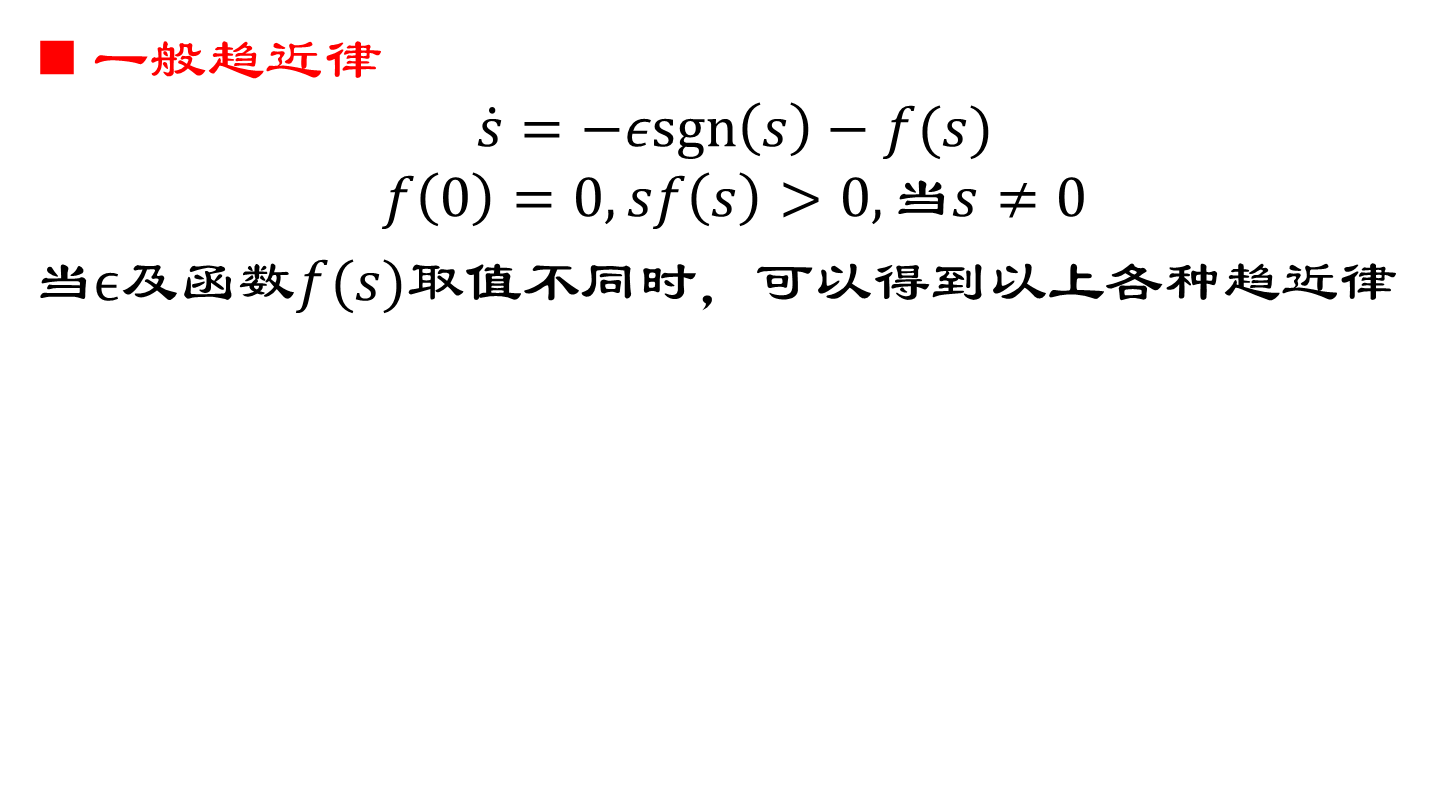 ■ 一般趋近律
ṡ = −ϵsgn(s) − f(s)
f(0) = 0, sf(s) > 0, 当s ≠ 0
当ϵ及函数f(s)取值不同时，可以得到以上各种趋近律